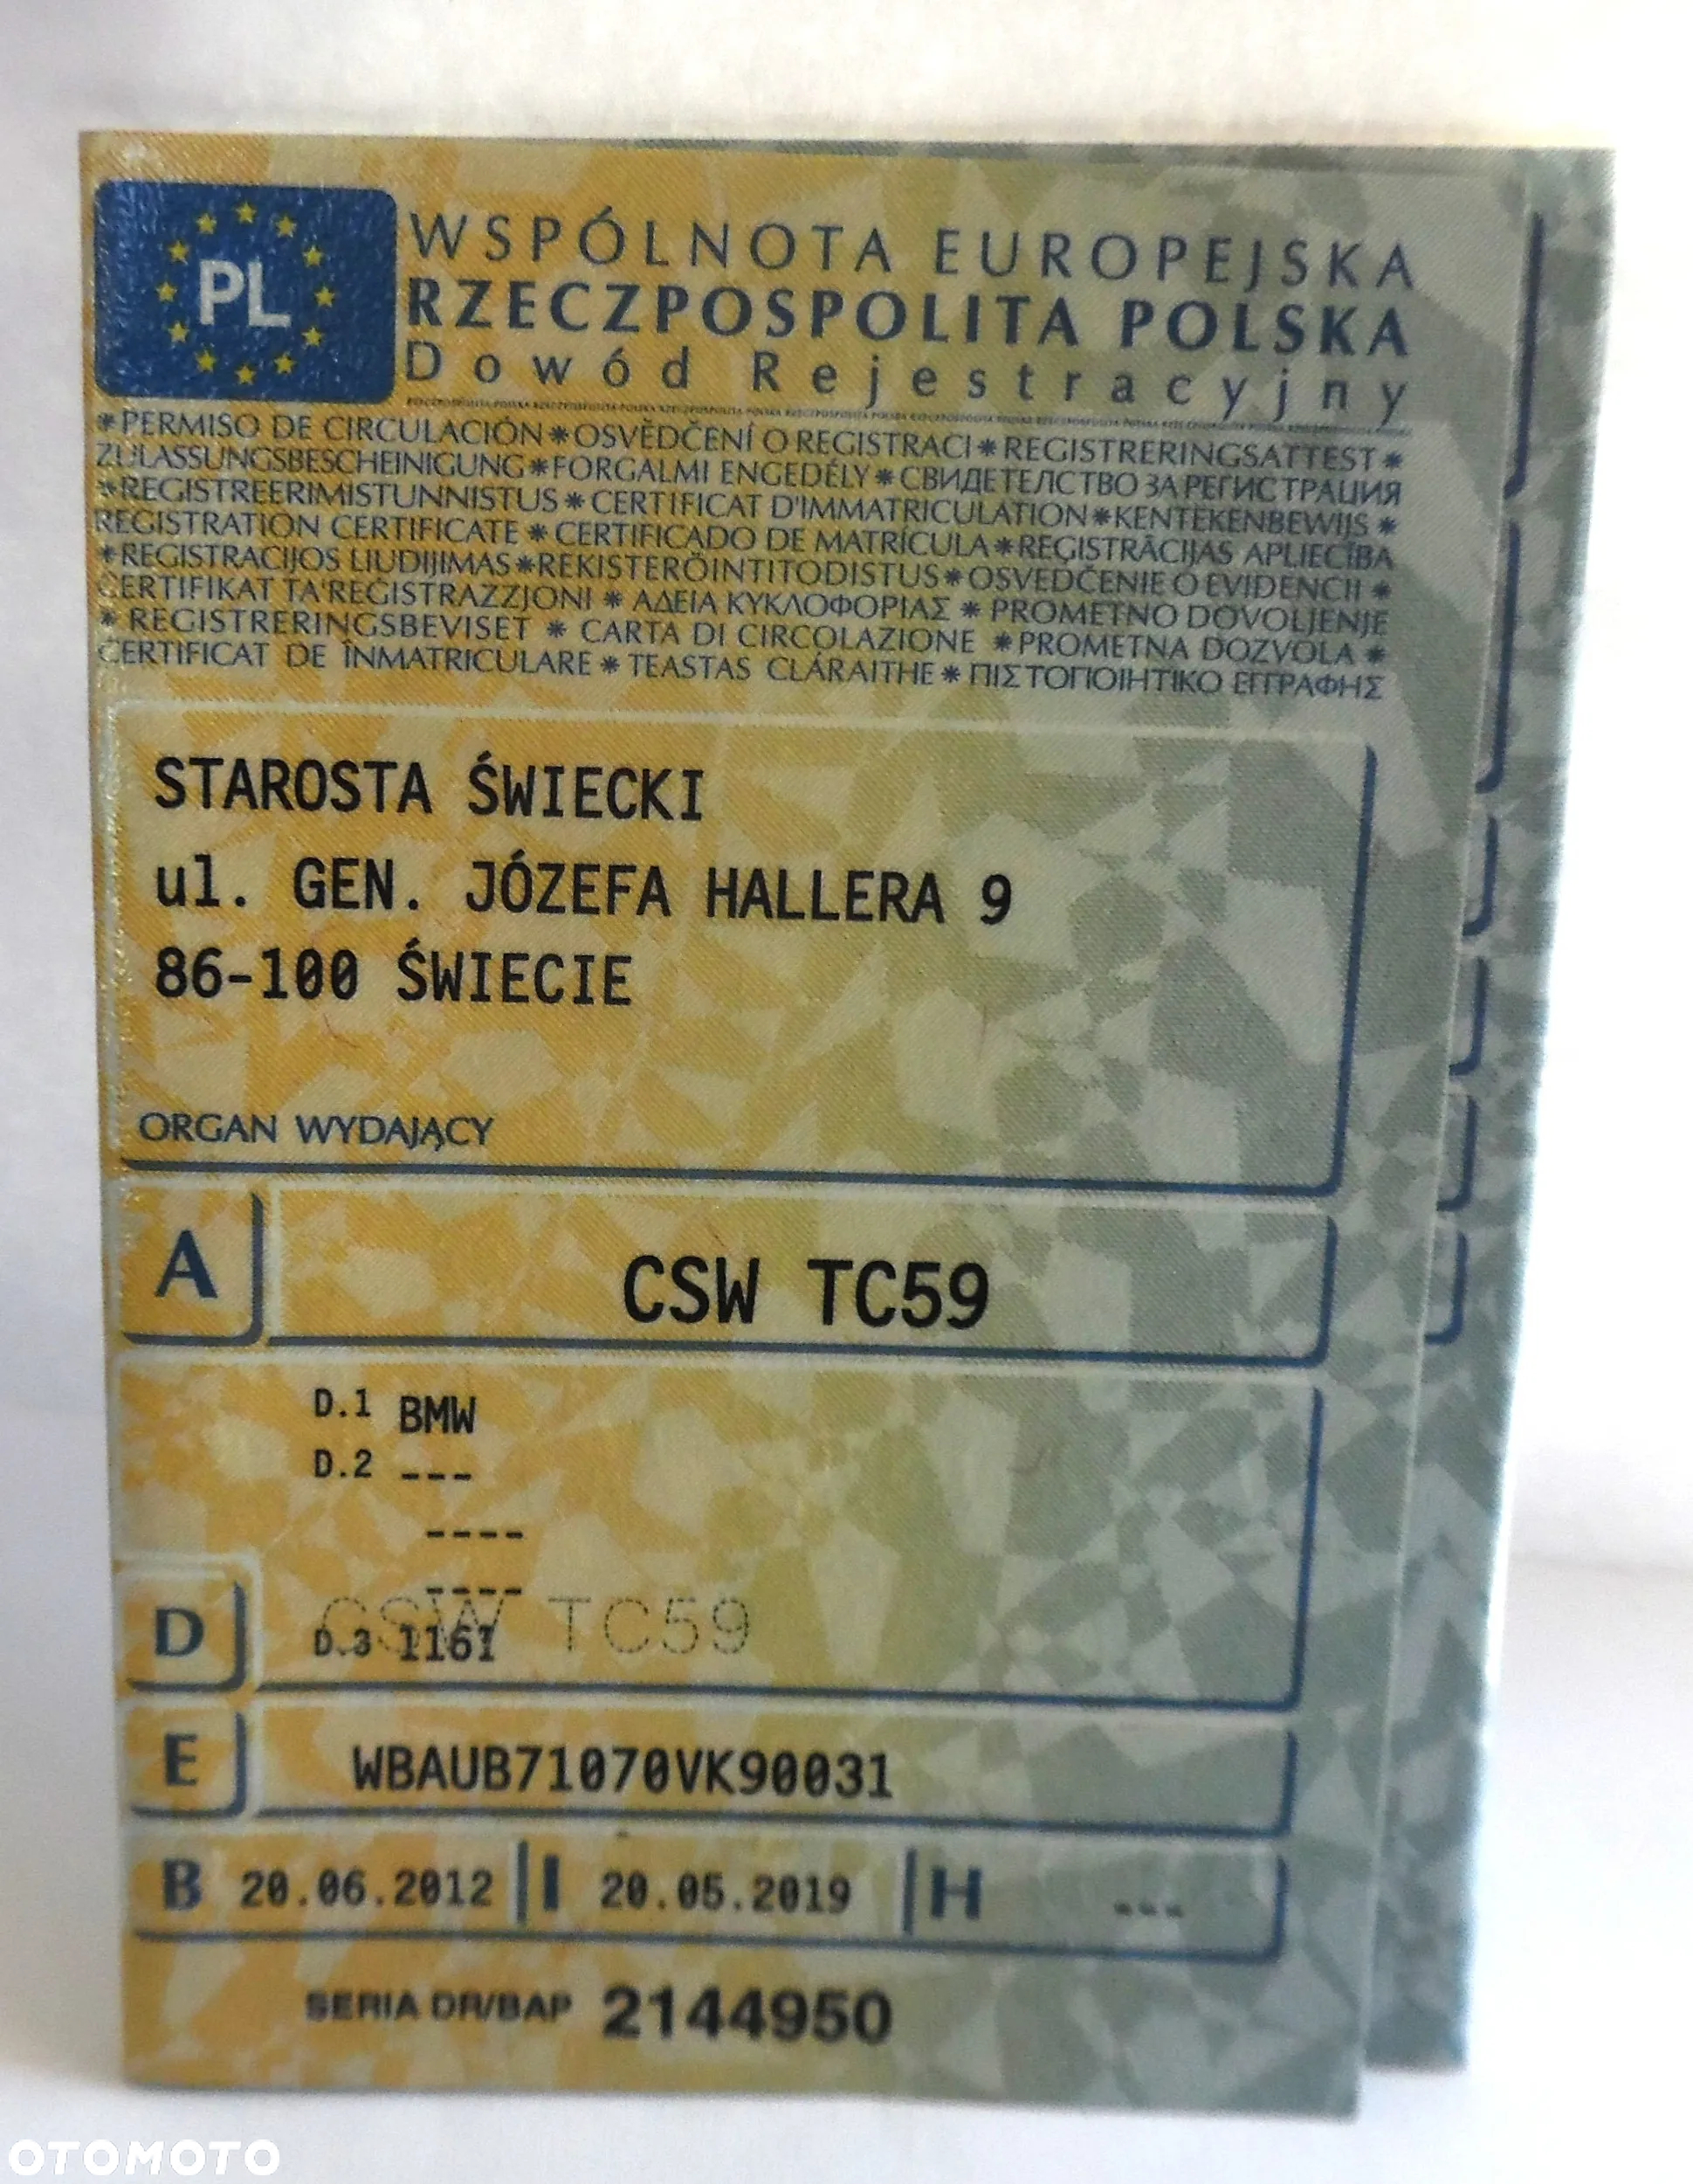 PL
WSPÓLNOTA EUROPEJSKA
RZECZPOSPOLITA POLSKA
Dowód Rejestracyjny
*PERMISO DE CIRCULACIÓN*OSVĚDČENÍ O REGISTRACI*REGISTRERINGSATTEST*
ZULASSUNGSBESCHEINIGUNG*FORGALMI ENGEDÉLY*СВИДЕТЕЛСТВО ЗА РЕГИСТРАЦИЯ
*REGISTREERIMISTUNNISTUS*CERTIFICAT D'IMMATRICULATION*KENTEKENBEWIJS*
REGISTRATION CERTIFICATE*CERTIFICADO DE MATRÍCULA*REĢISTRĀCIJAS APLIECĪBA
*REGISTRACIJOS LIUDIJIMAS*REKISTERÖINTITODISTUS*OSVEDČENIE O EVIDENCII*
ĊERTIFIKAT TA'REĠISTRAZZJONI*ΑΔΕΙΑ ΚΥΚΛΟΦΟΡΙΑΣ*PROMETNO DOVOLJENJE
*REGISTRERINGSBEVISET*CARTA DI CIRCOLAZIONE*PROMETNA DOZVOLA*
CERTIFICAT DE ÎNMATRICULARE*TEASTAS CLÁRAITHE*ΠΙΣΤΟΠΟΙΗΤΙΚΟ ΕΓΓΡΑΦΗΣ
STAROSTA ŚWIECKI
ul. GEN. JÓZEFA HALLERA 9
86-100 ŚWIECIE
ORGAN WYDAJĄCY
A CSW TC59
D.1 BMW
D.2 ---
----
----
CSW TC59
D D.3 116I
E WBAUB71070VK90031
B 20.06.2012 I 20.05.2019 H ---
SERIA DR/BAP 2144950
OTOMOTO